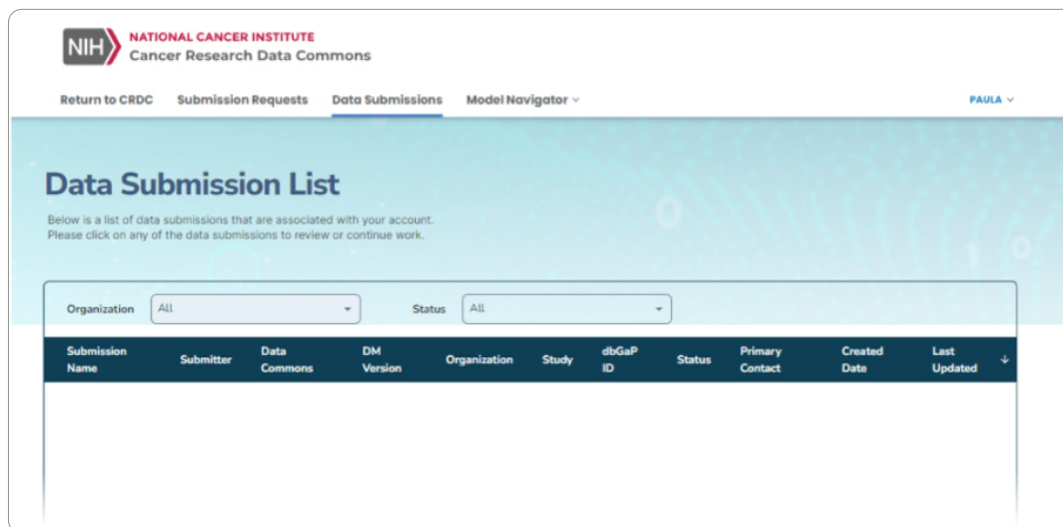 NIH
NATIONAL CANCER INSTITUTE
Cancer Research Data Commons
Return to CRDC Submission Requests Data Submissions Model Navigator PAULA
Data Submission List
Below is a list of data submissions that are associated with your account.
Please click on any of the data submissions to review or continue work.
Organization All Status All
Submission Name Submitter Data Commons DM Version Organization Study dbGaP ID Status Primary Contact Created Date Last Updated